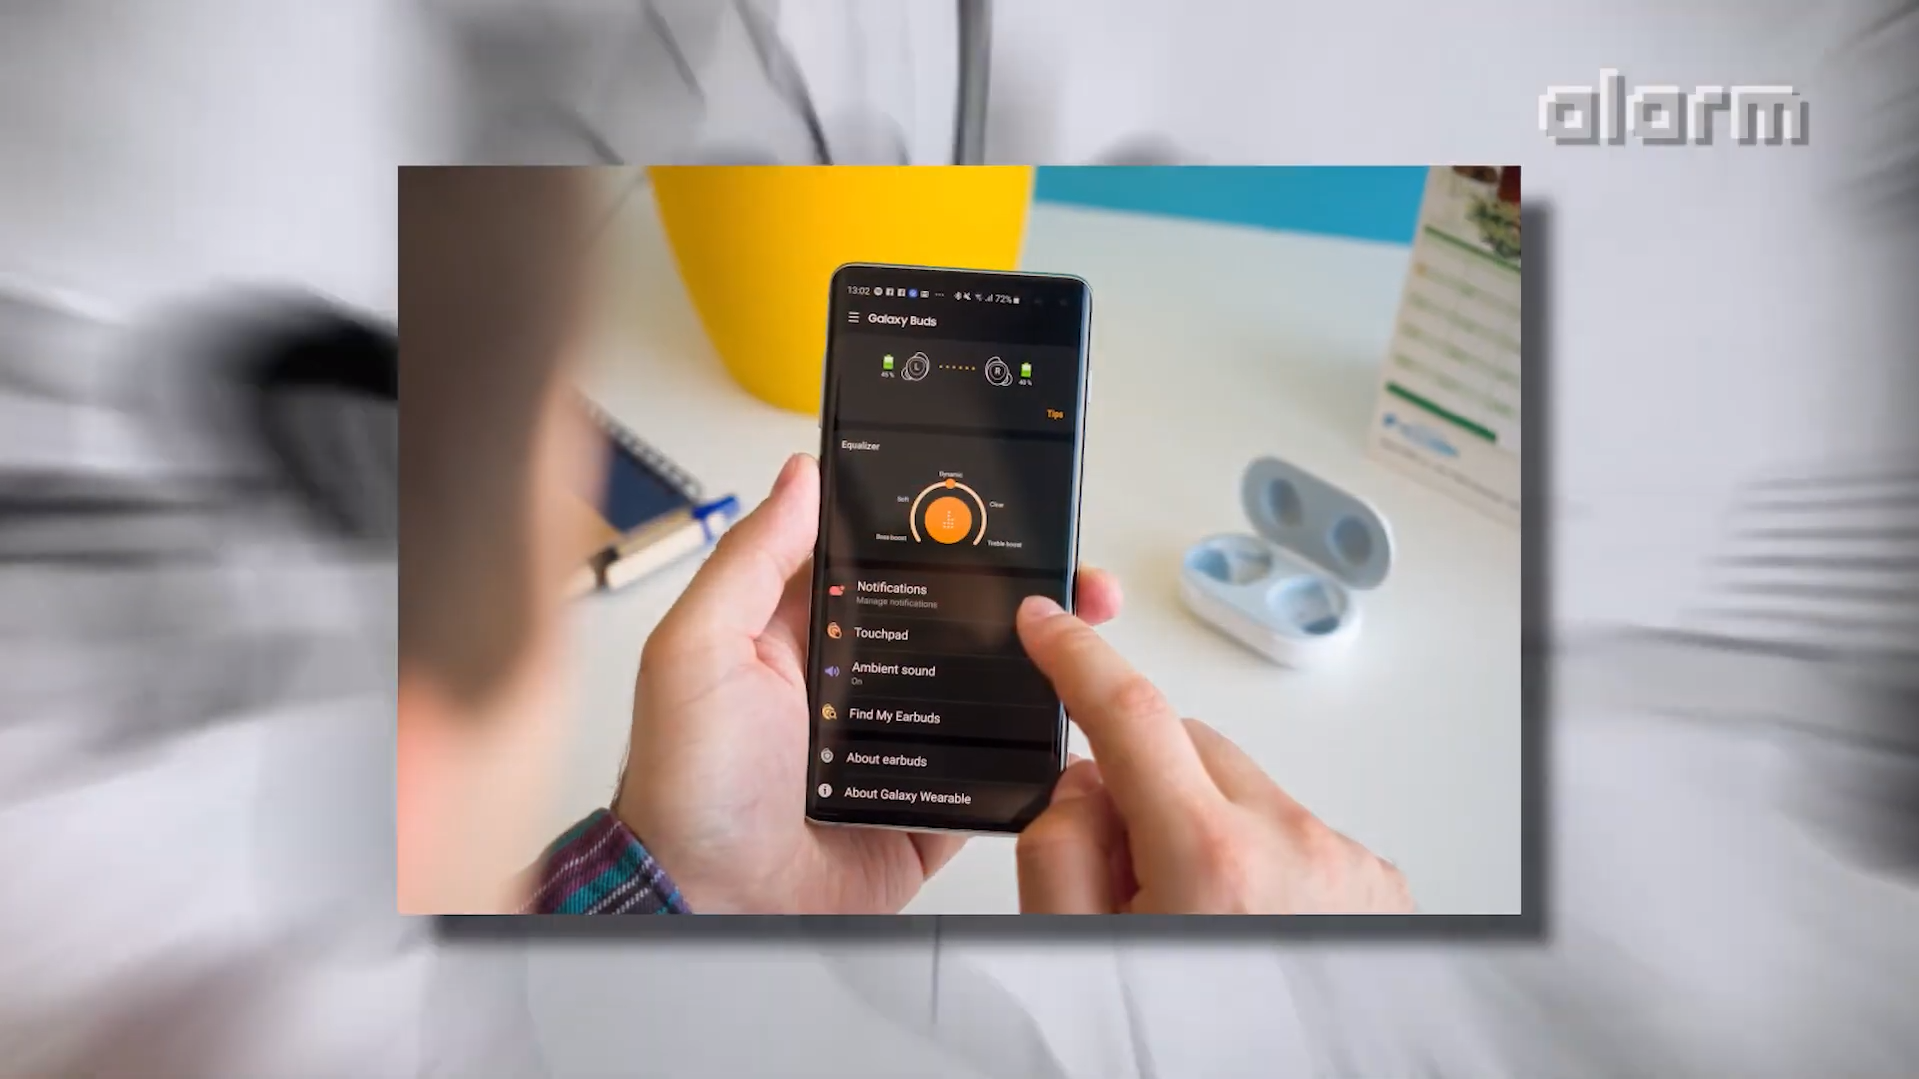 alarm
13:02 72%
Galaxy Buds
L R
45% 40%
Tips
Equalizer
Dynamic
Soft Clear
Bass boost Treble boost
Notifications
Manage notifications
Touchpad
Ambient sound
On
Find My Earbuds
About earbuds
About Galaxy Wearable